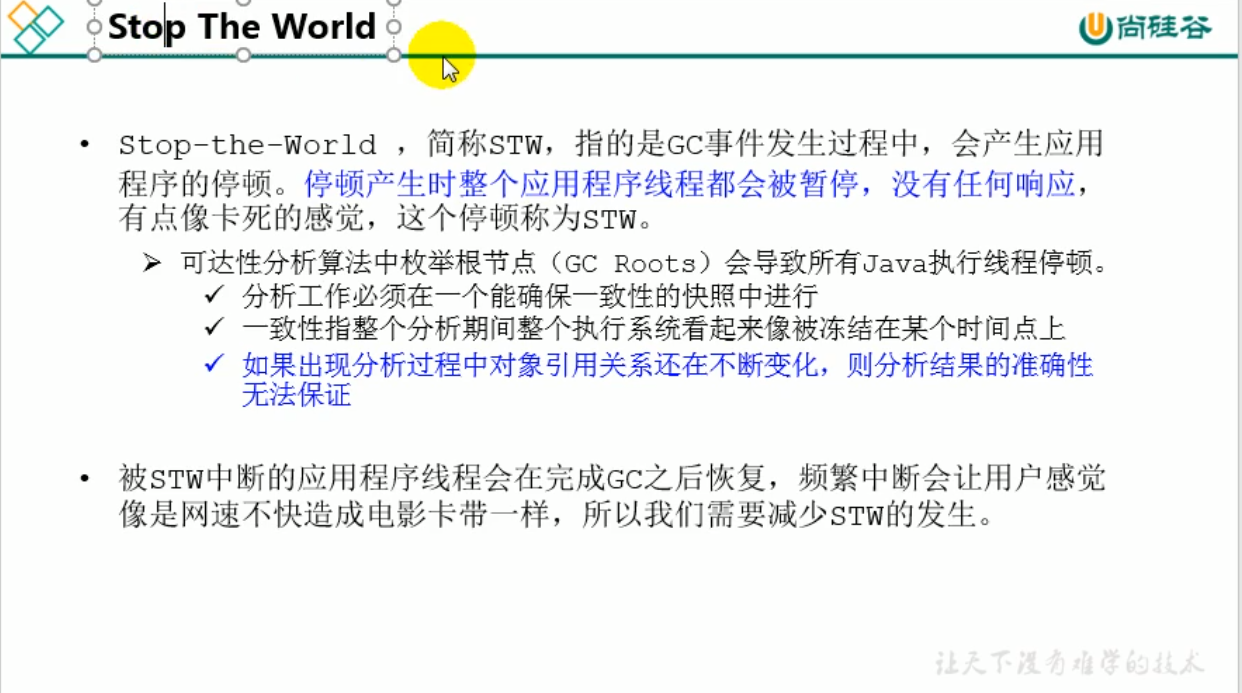 Stop The World
尚硅谷
• Stop-the-World ，简称STW，指的是GC事件发生过程中，会产生应用
程序的停顿。停顿产生时整个应用程序线程都会被暂停，没有任何响应，
有点像卡死的感觉，这个停顿称为STW。
➢ 可达性分析算法中枚举根节点（GC Roots）会导致所有Java执行线程停顿。
✓ 分析工作必须在一个能确保一致性的快照中进行
✓ 一致性指整个分析期间整个执行系统看起来像被冻结在某个时间点上
✓ 如果出现分析过程中对象引用关系还在不断变化，则分析结果的准确性
无法保证
• 被STW中断的应用程序线程会在完成GC之后恢复，频繁中断会让用户感觉
像是网速不快造成电影卡带一样，所以我们需要减少STW的发生。
让天下没有难学的技术